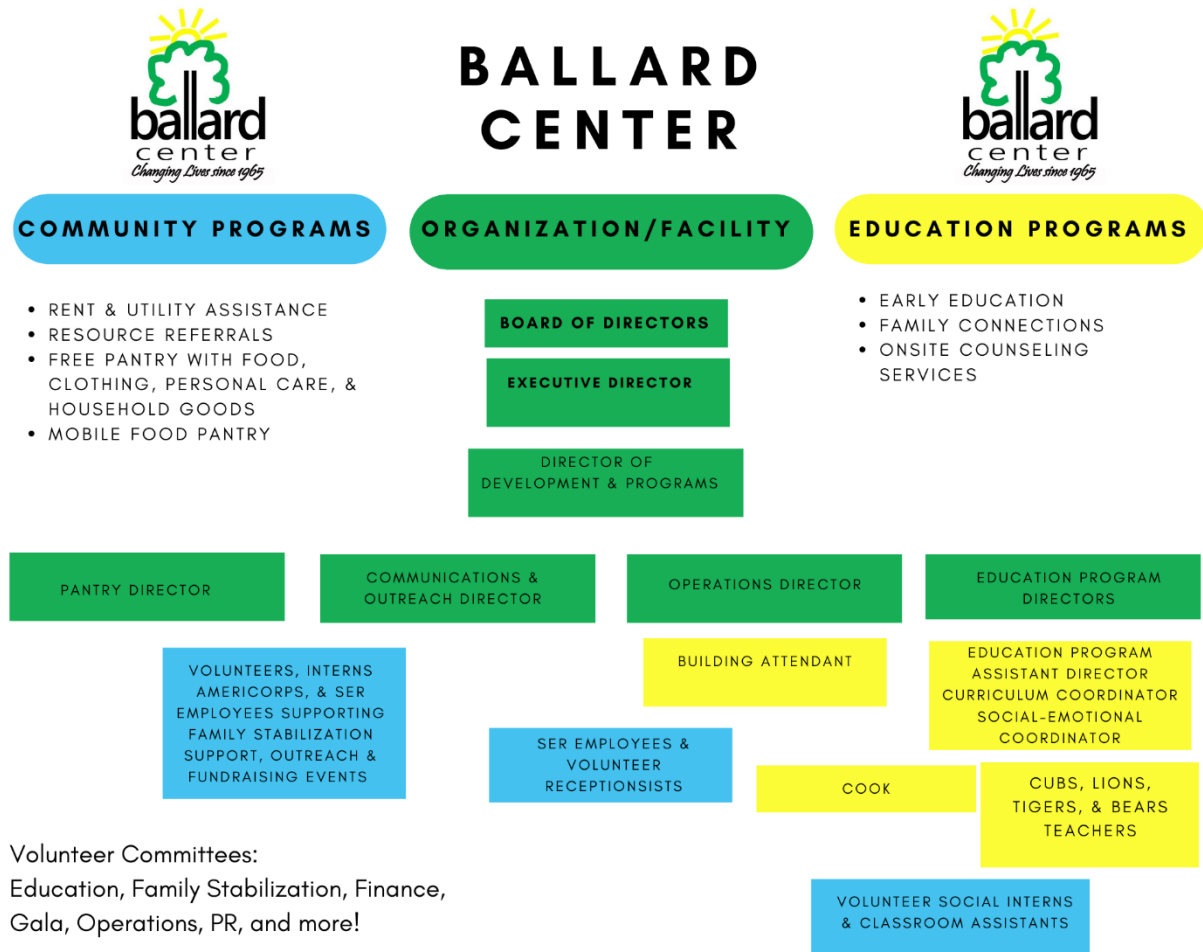 ballard
center
Changing Lives since 1965
BALLARD
CENTER
ballard
center
Changing Lives since 1965
COMMUNITY PROGRAMS
ORGANIZATION/FACILITY
EDUCATION PROGRAMS
• RENT & UTILITY ASSISTANCE
• RESOURCE REFERRALS
• FREE PANTRY WITH FOOD,
CLOTHING, PERSONAL CARE, &
HOUSEHOLD GOODS
• MOBILE FOOD PANTRY
BOARD OF DIRECTORS
EXECUTIVE DIRECTOR
DIRECTOR OF
DEVELOPMENT & PROGRAMS
• EARLY EDUCATION
• FAMILY CONNECTIONS
• ONSITE COUNSELING
SERVICES
PANTRY DIRECTOR
COMMUNICATIONS &
OUTREACH DIRECTOR
OPERATIONS DIRECTOR
EDUCATION PROGRAM
DIRECTORS
VOLUNTEERS, INTERNS
AMERICORPS, & SER
EMPLOYEES SUPPORTING
FAMILY STABILIZATION
SUPPORT, OUTREACH &
FUNDRAISING EVENTS
SER EMPLOYEES &
VOLUNTEER
RECEPTIONSISTS
BUILDING ATTENDANT
EDUCATION PROGRAM
ASSISTANT DIRECTOR
CURRICULUM COORDINATOR
SOCIAL-EMOTIONAL
COORDINATOR
COOK
CUBS, LIONS,
TIGERS, & BEARS
TEACHERS
VOLUNTEER SOCIAL INTERNS
& CLASSROOM ASSISTANTS
Volunteer Committees:
Education, Family Stabilization, Finance,
Gala, Operations, PR, and more!